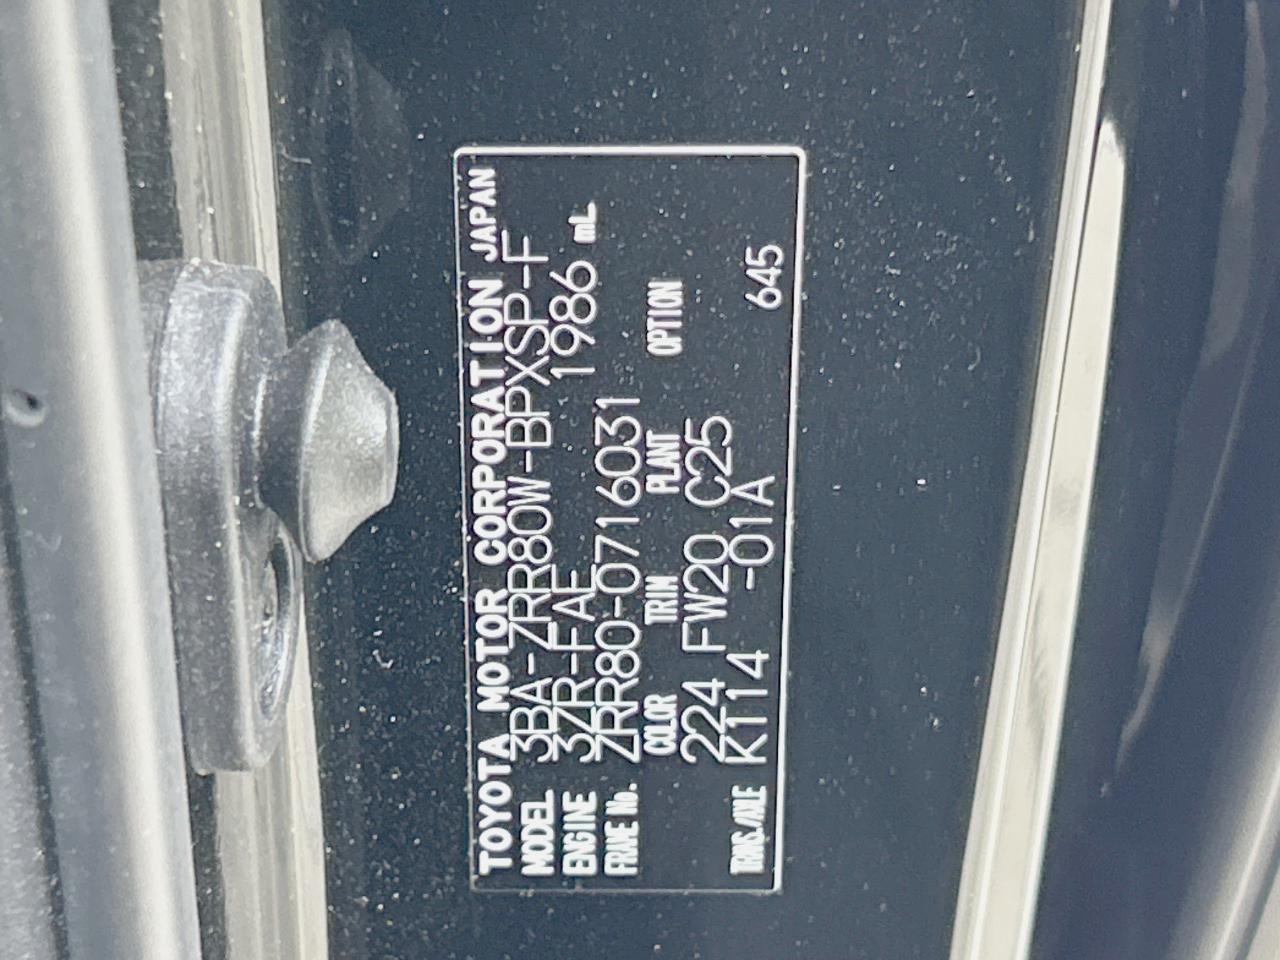 TOYOTA MOTOR CORPORATION JAPAN
MODEL 3BA-ZRR80W-BPXSP-F
ENGINE 3ZR-FAE 1986 mL
FRAME No. ZRR80-0716031
COLOR TRIM PLANT OPTION
224 FW20 C25
TRANS./AXLE K114 -01A 645